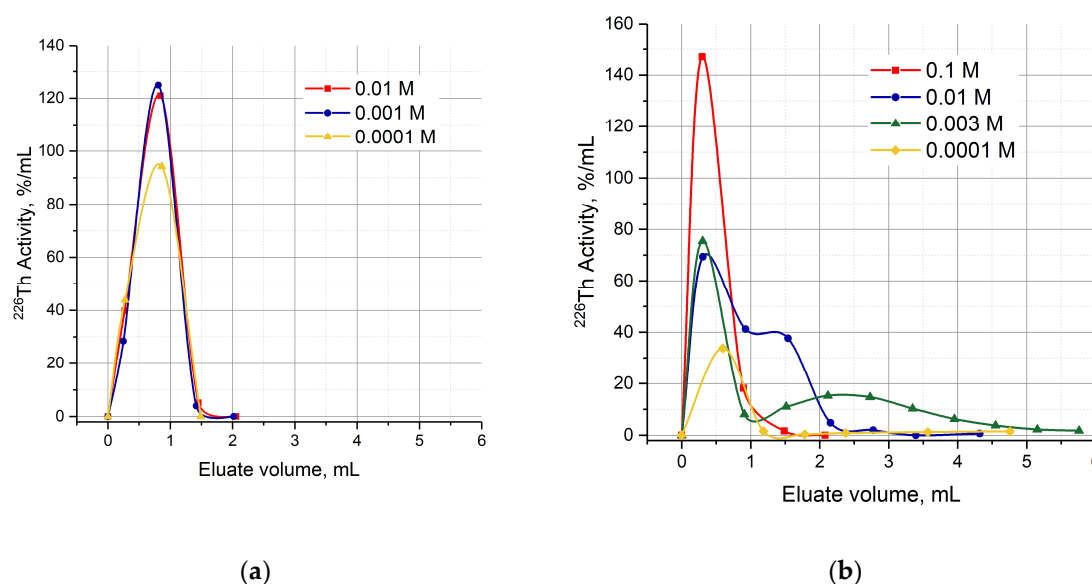 140
120
100
80
60
40
20
0
0 1 2 3 4 5 6
²²⁶Th Activity, %/mL
Eluate volume, mL
0.01 M
0.001 M
0.0001 M
(a)
160
140
120
100
80
60
40
20
0
0 1 2 3 4 5 6
²²⁶Th Activity, %/mL
Eluate volume, mL
0.1 M
0.01 M
0.003 M
0.0001 M
(b)